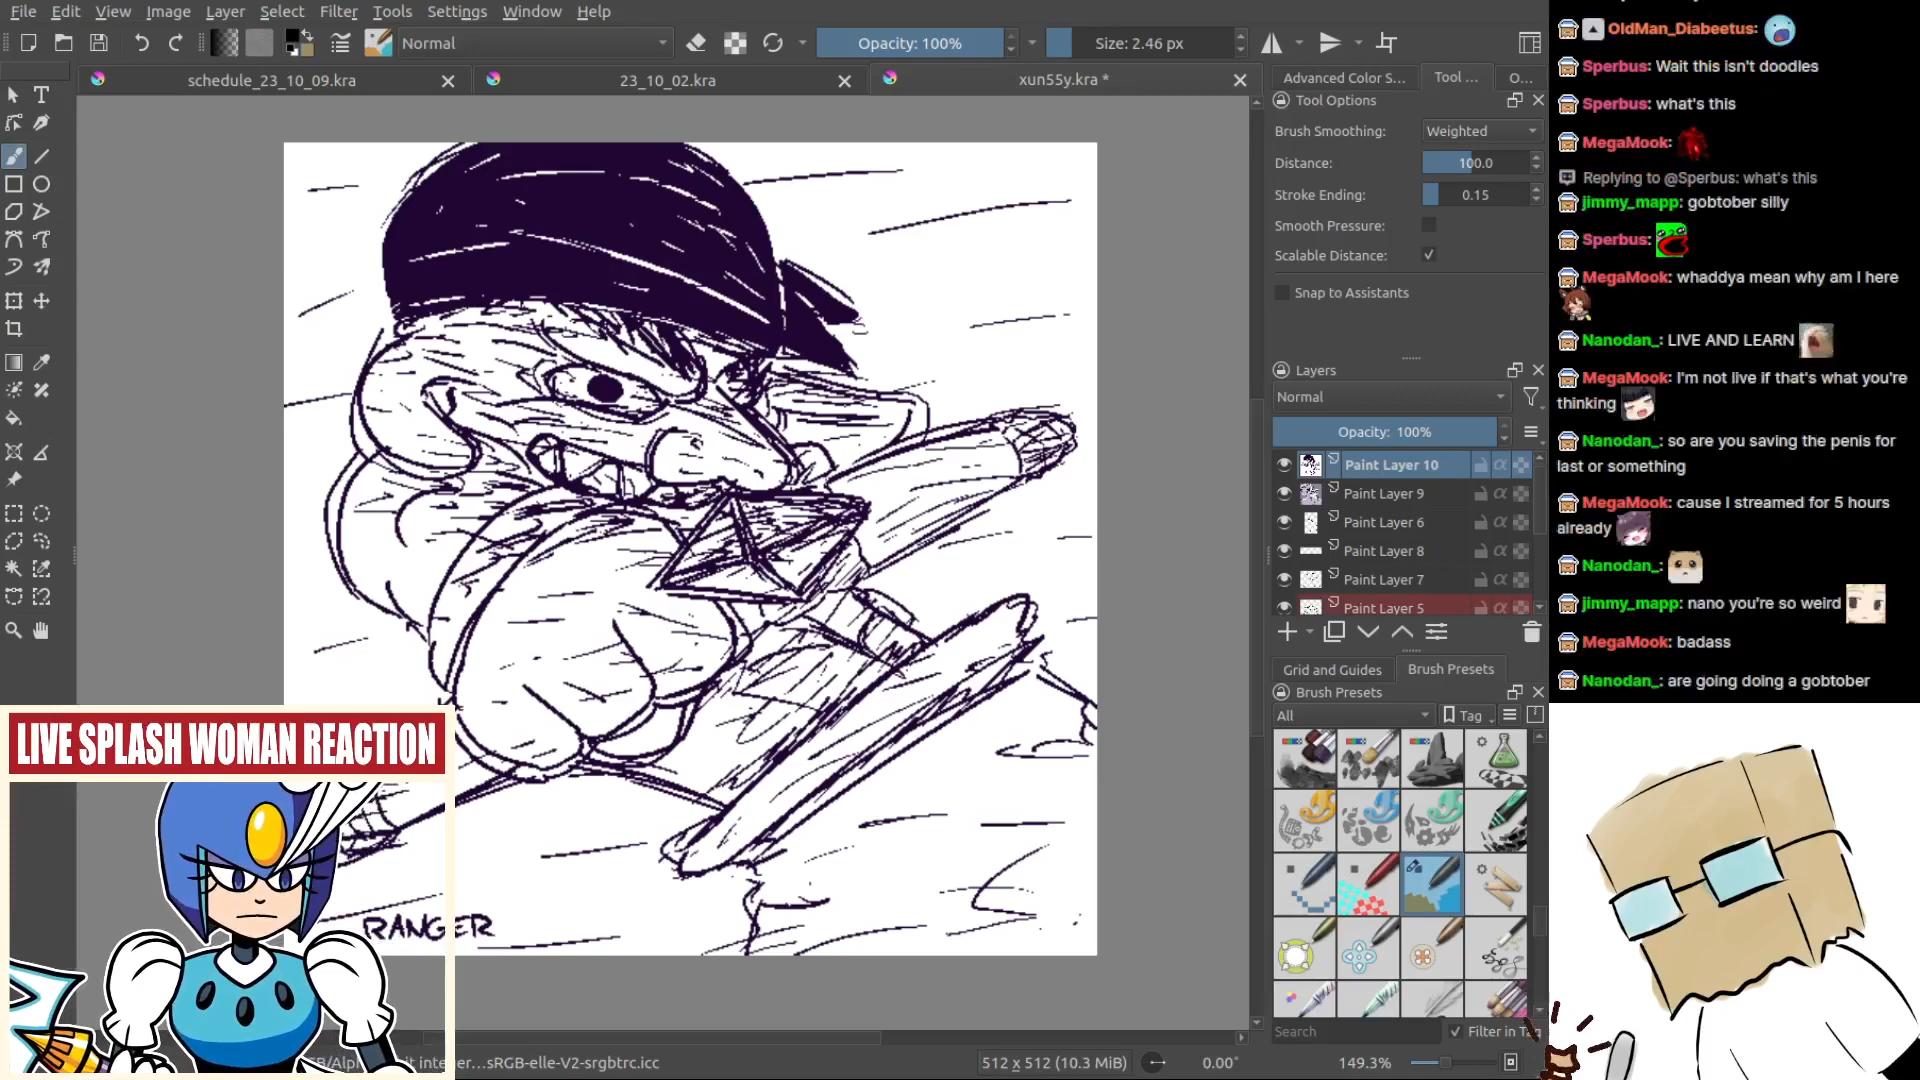 File Edit View Image Layer Select Filter Tools Settings Window Help
Normal
Opacity: 100%
Size: 2.46 px
schedule_23_10_09.kra
23_10_02.kra
xun55y.kra *
Advanced Color S...
Tool ...
O...
Tool Options
Brush Smoothing:
Weighted
Distance:
100.0
Stroke Ending:
0.15
Smooth Pressure:
Scalable Distance:
Snap to Assistants
Layers
Normal
Opacity: 100%
Paint Layer 10
Paint Layer 9
Paint Layer 6
Paint Layer 8
Paint Layer 7
Paint Layer 5
Grid and Guides
Brush Presets
Brush Presets
All
Tag
Search
Filter in
512 x 512 (10.3 MiB)
0.00°
149.3%
...sRGB-elle-V2-srgbtrc.icc
RANGER
LIVE SPLASH WOMAN REACTION
OldMan_Diabeetus:
Sperbus: Wait this isn't doodles
Sperbus: what's this
MegaMook:
Replying to @Sperbus: what's this
jimmy_mapp: gobtober silly
Sperbus:
MegaMook: whaddya mean why am I here
Nanodan_: LIVE AND LEARN
MegaMook: I'm not live if that's what you're
thinking
Nanodan_: so are you saving the penis for
last or something
MegaMook: cause I streamed for 5 hours
already
Nanodan_:
jimmy_mapp: nano you're so weird
MegaMook: badass
Nanodan_: are going doing a gobtober